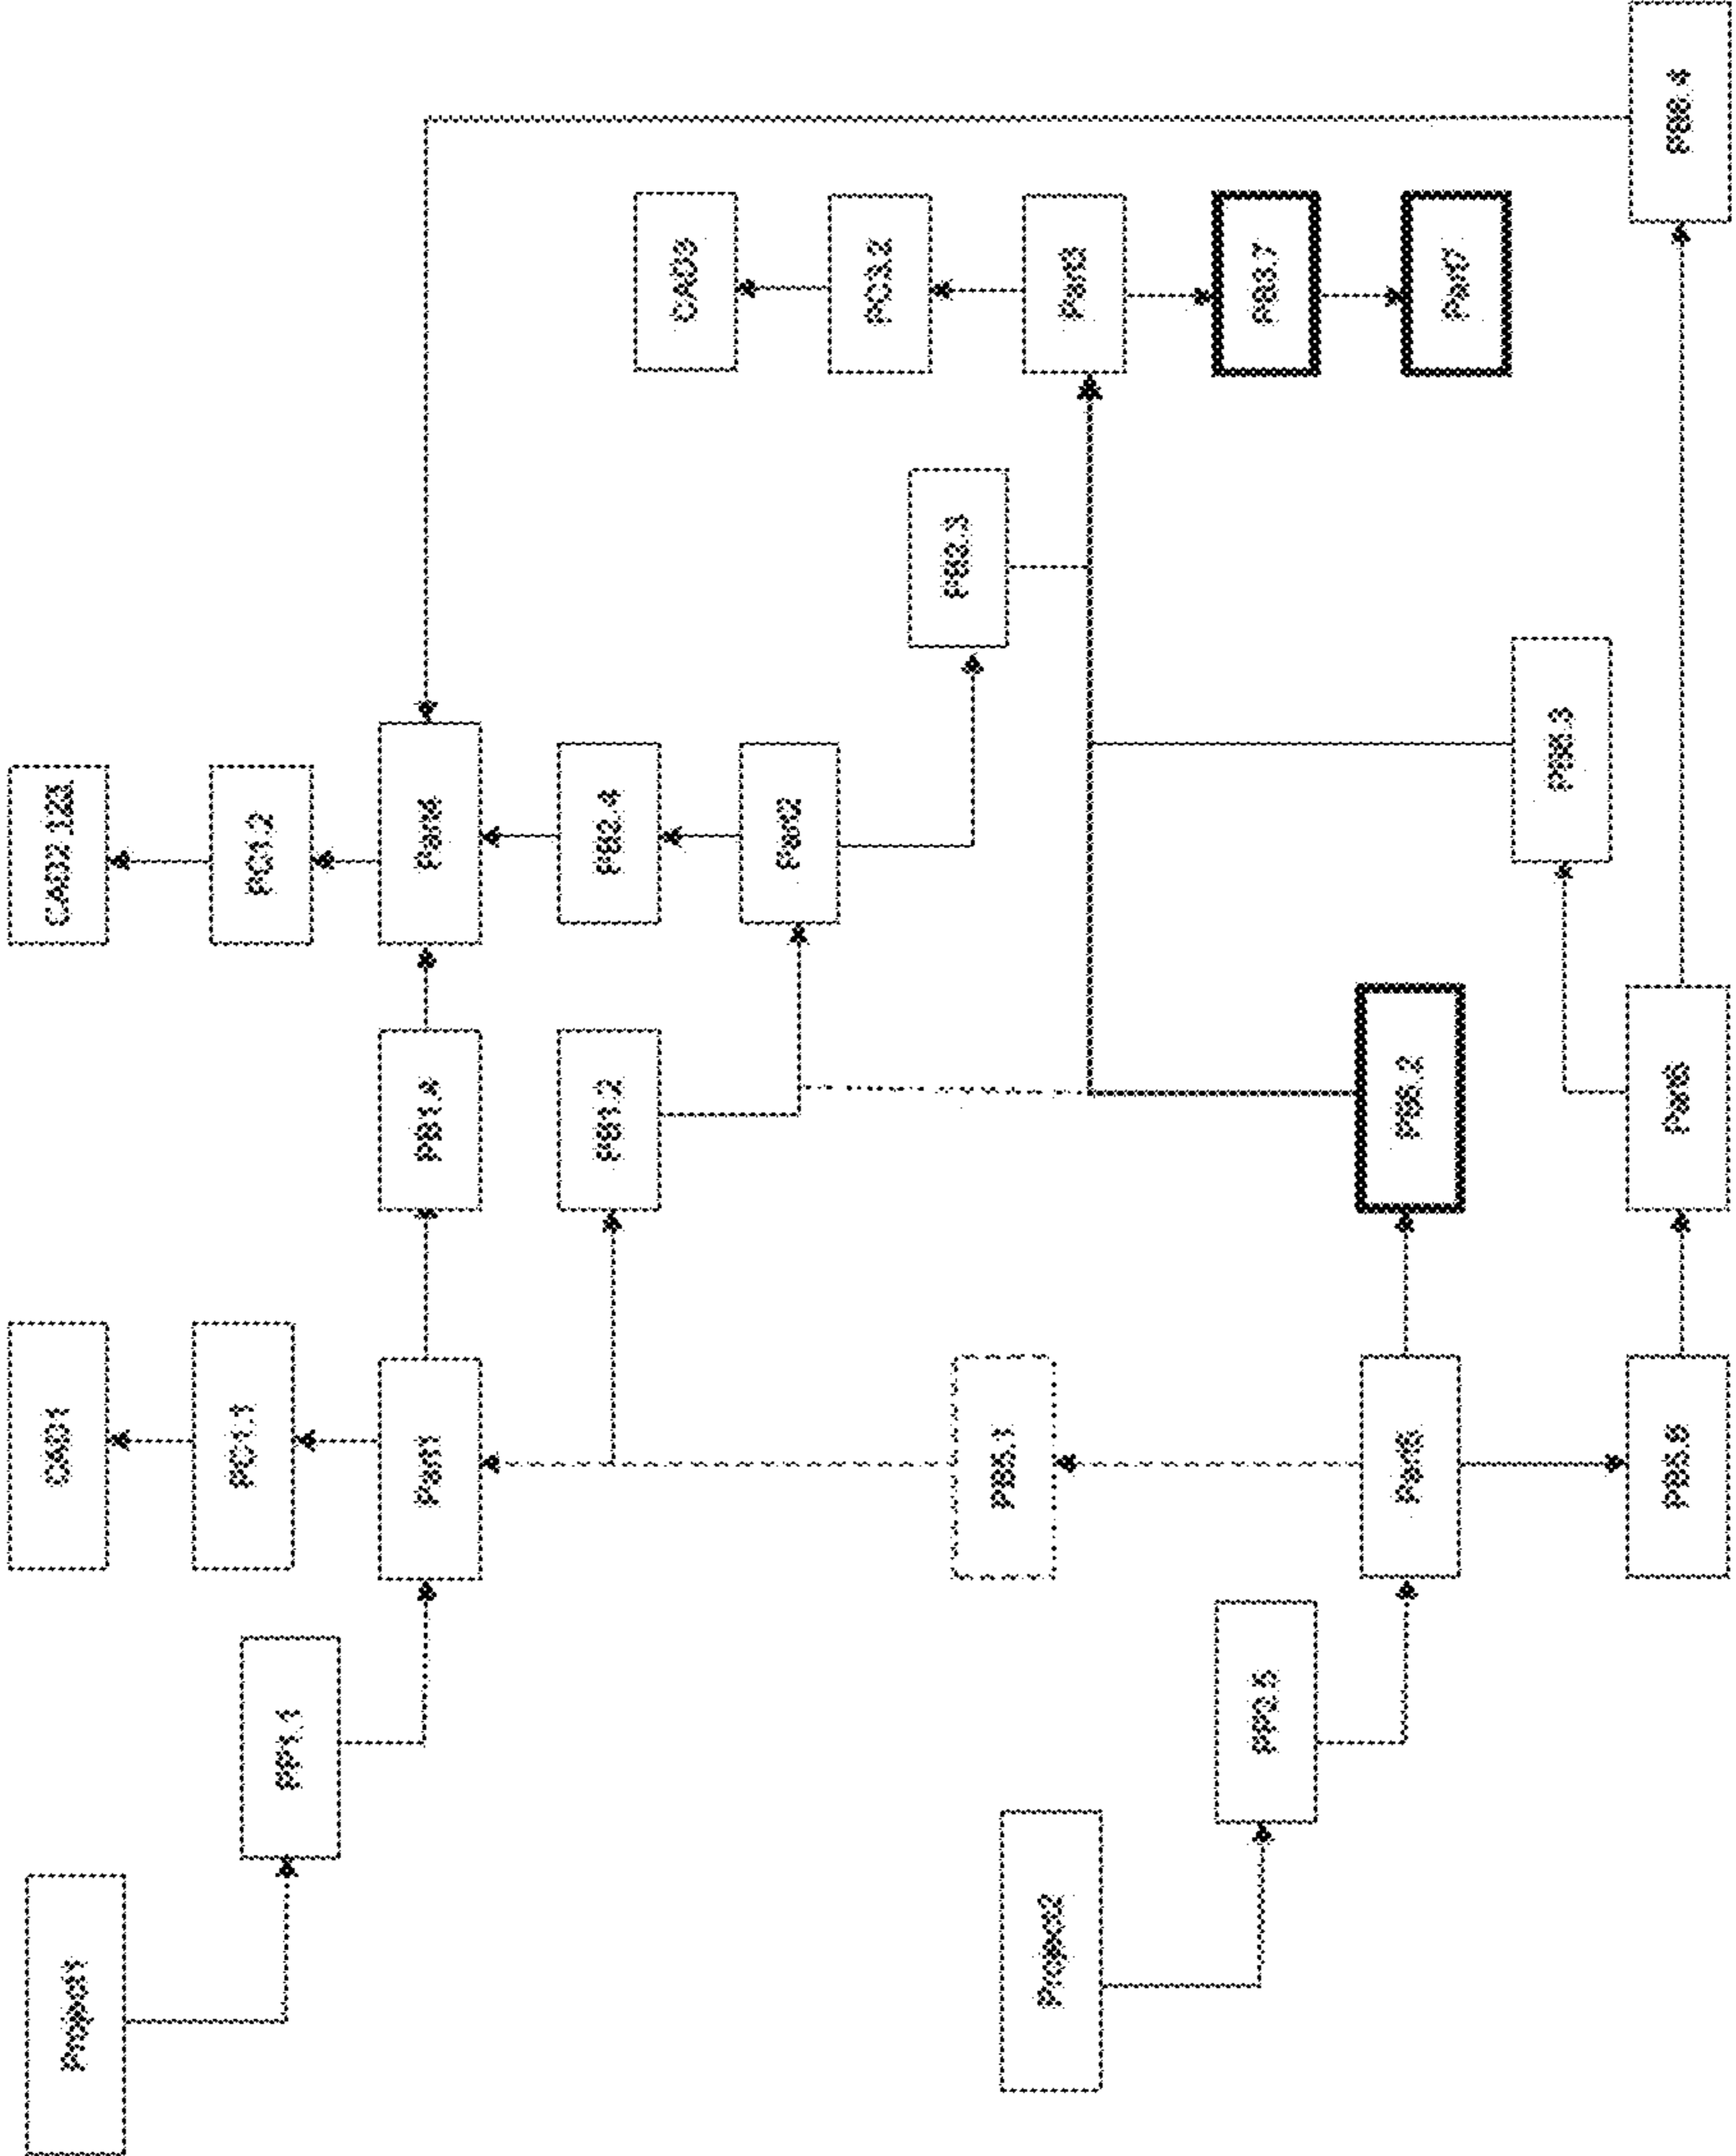 Project1
CAD1
CAD2 123
PP1.1
PC1.1
PC1.2
Part1
PB1.4
Part4
PB1.2
PB2.4
CAD3
Part2
PC3.2
PB2.3
PB5.1
Project2
Part3
PP2.5
PB3.7
Part5
PB5.2
Part7
PB6.3
PB5.6
Part6
PB6.4